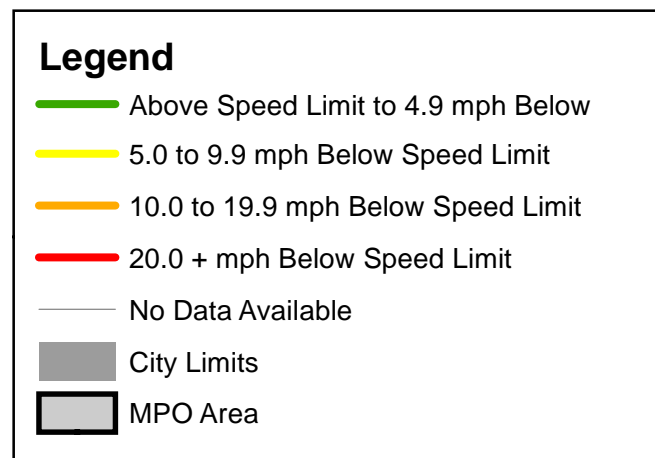 Legend
Above Speed Limit to 4.9 mph Below
5.0 to 9.9 mph Below Speed Limit
10.0 to 19.9 mph Below Speed Limit
20.0 + mph Below Speed Limit
No Data Available
City Limits
MPO Area